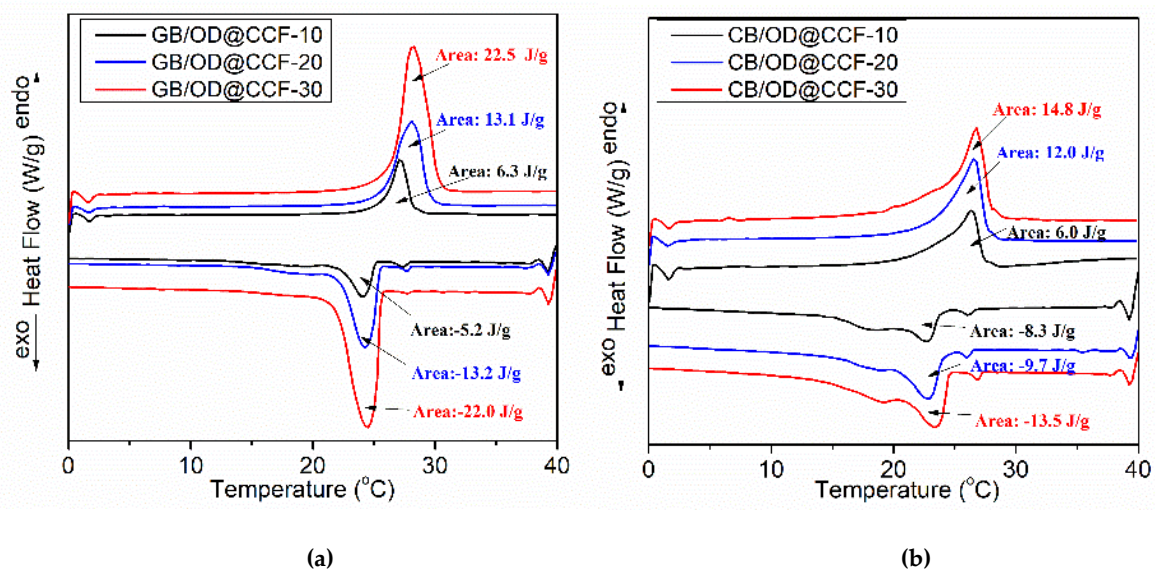 GB/OD@CCF-10
GB/OD@CCF-20
GB/OD@CCF-30
Area: 22.5 J/g
Area: 13.1 J/g
Area: 6.3 J/g
Area:-5.2 J/g
Area:-13.2 J/g
Area:-22.0 J/g
exo Heat Flow (W/g) endo
0 10 20 30 40
Temperature (°C)
(a)
CB/OD@CCF-10
CB/OD@CCF-20
CB/OD@CCF-30
Area: 14.8 J/g
Area: 12.0 J/g
Area: 6.0 J/g
Area: -8.3 J/g
Area: -9.7 J/g
Area: -13.5 J/g
exo Heat Flow (W/g) endo
0 10 20 30 40
Temperature (°C)
(b)